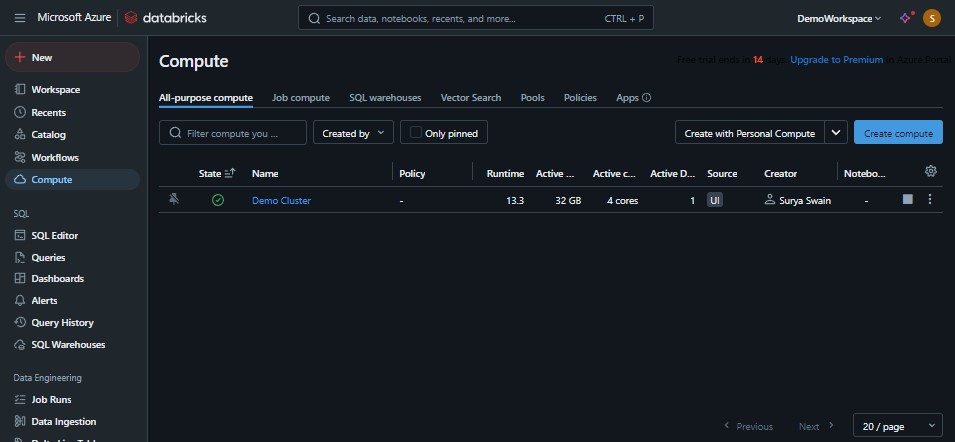 Microsoft Azure databricks Search data, notebooks, recents, and more... CTRL + P DemoWorkspace S
New
Workspace
Recents
Catalog
Workflows
Compute
SQL
SQL Editor
Queries
Dashboards
Alerts
Query History
SQL Warehouses
Data Engineering
Job Runs
Data Ingestion
Compute
Free trial ends in 14 days. Upgrade to Premium in Azure Portal
All-purpose compute Job compute SQL warehouses Vector Search Pools Policies Apps
Filter compute you ... Created by Only pinned Create with Personal Compute Create compute
State Name Policy Runtime Active ... Active c... Active D... Source Creator Notebo...
Demo Cluster - 13.3 32 GB 4 cores 1 UI Surya Swain -
Previous Next 20 / page